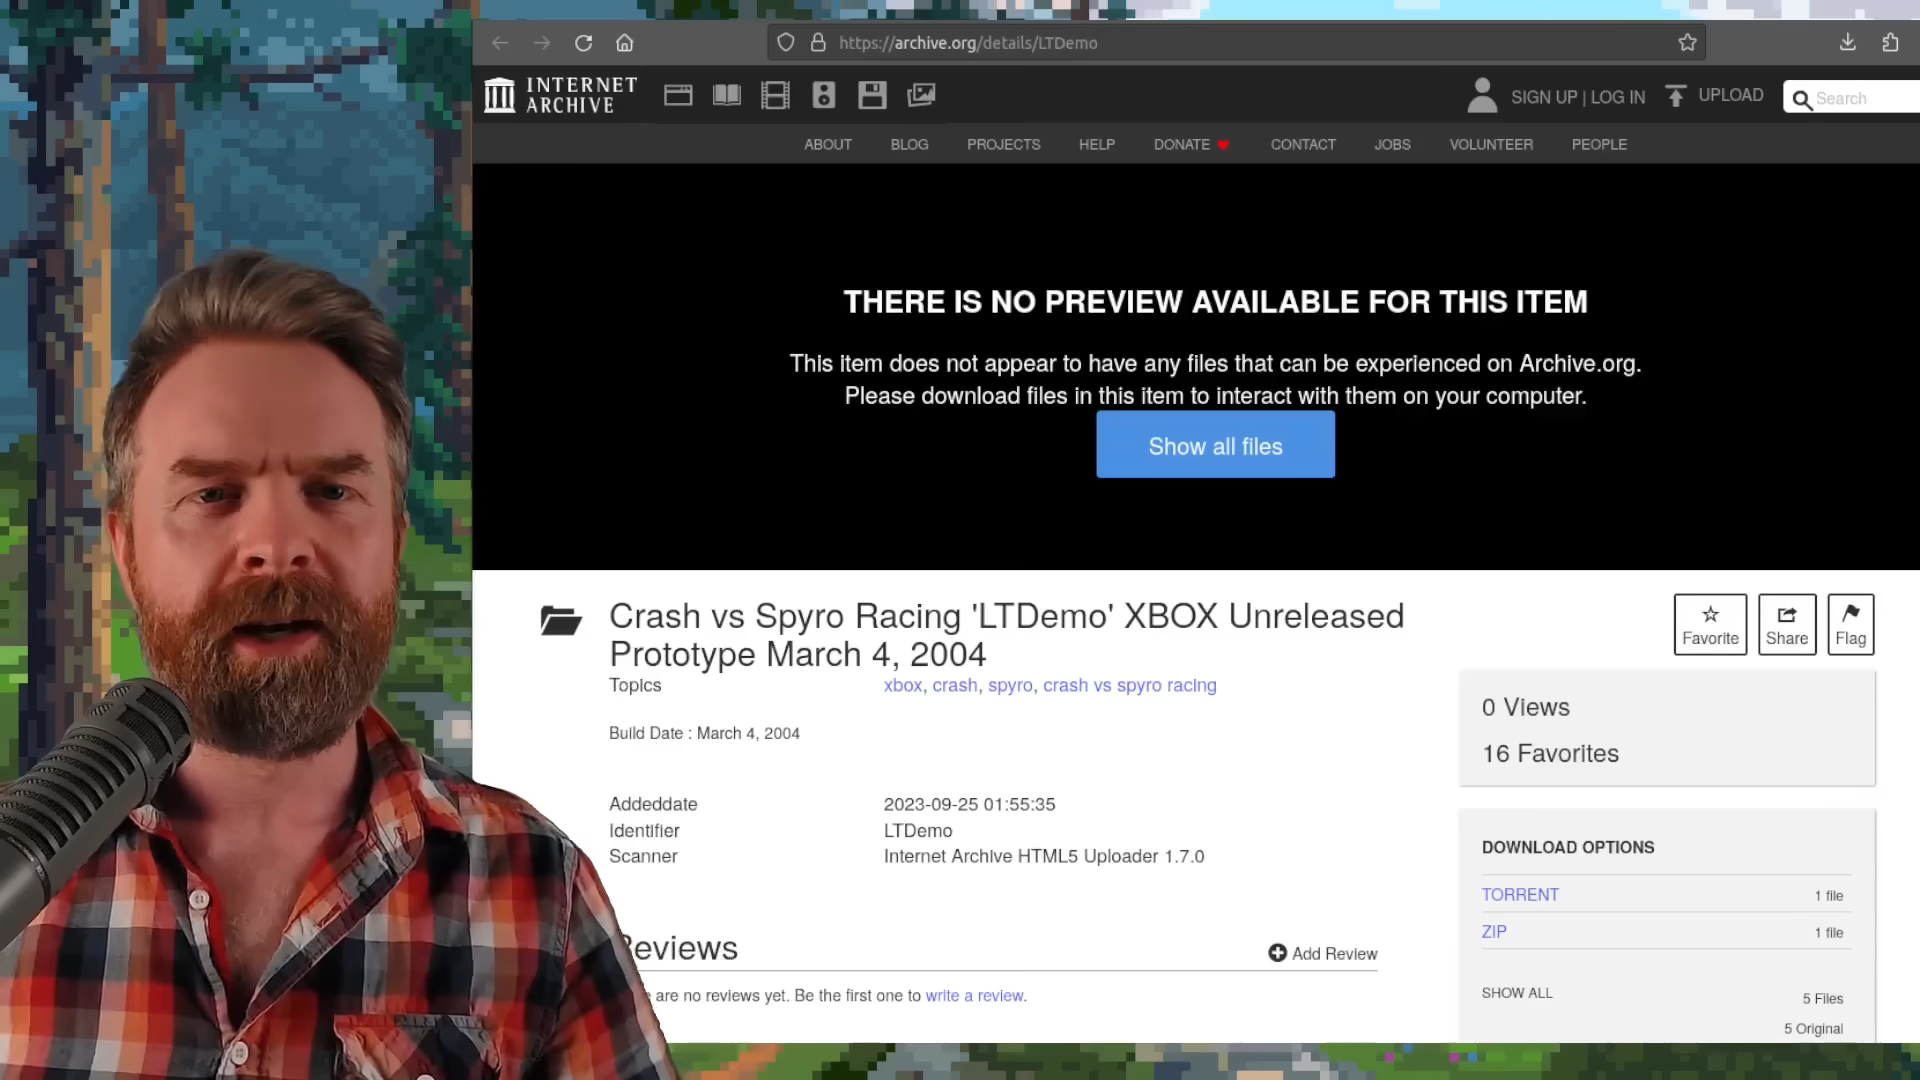 https://archive.org/details/LTDemo
INTERNET
ARCHIVE
SIGN UP | LOG IN
UPLOAD
Search
ABOUT
BLOG
PROJECTS
HELP
DONATE
CONTACT
JOBS
VOLUNTEER
PEOPLE
THERE IS NO PREVIEW AVAILABLE FOR THIS ITEM
This item does not appear to have any files that can be experienced on Archive.org.
Please download files in this item to interact with them on your computer.
Show all files
Crash vs Spyro Racing 'LTDemo' XBOX Unreleased
Prototype March 4, 2004
Favorite
Share
Flag
Topics
xbox, crash, spyro, crash vs spyro racing
Build Date : March 4, 2004
0 Views
16 Favorites
Addeddate
2023-09-25 01:55:35
Identifier
LTDemo
Scanner
Internet Archive HTML5 Uploader 1.7.0
DOWNLOAD OPTIONS
TORRENT
1 file
ZIP
1 file
SHOW ALL
5 Files
5 Original
Reviews
Add Review
are no reviews yet. Be the first one to write a review.